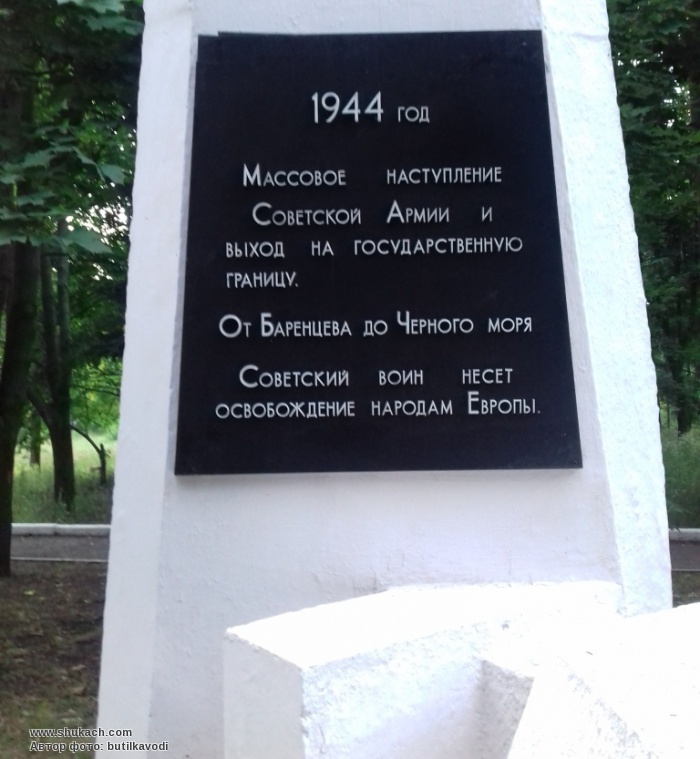 1944 год
Массовое наступление
Советской Армии и
выход на государственную
границу.
От Баренцева до Черного моря
Советский воин несет
освобождение народам Европы.
www.shukach.com
Автор фото: butilkavodi